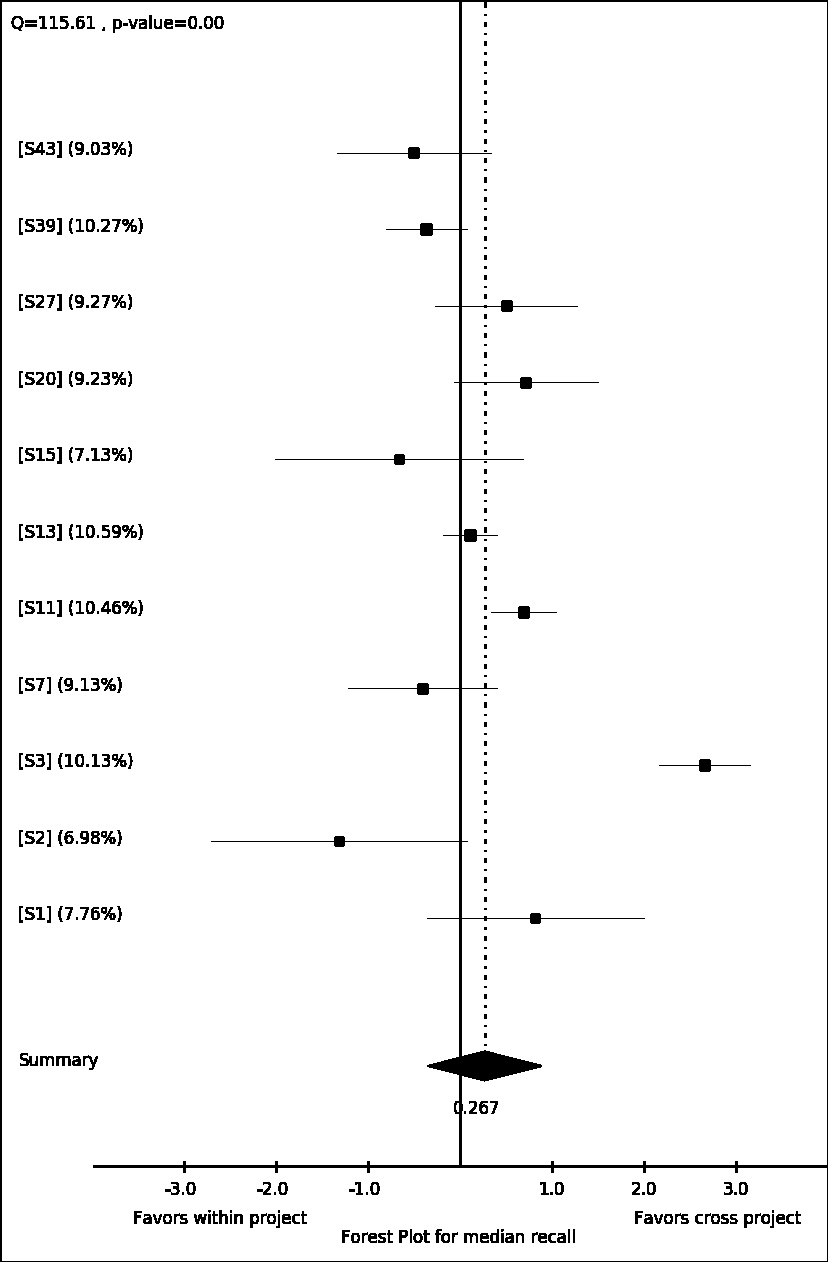 Q=115.61 , p-value=0.00
[S43] (9.03%)
[S39] (10.27%)
[S27] (9.27%)
[S20] (9.23%)
[S15] (7.13%)
[S13] (10.59%)
[S11] (10.46%)
[S7] (9.13%)
[S3] (10.13%)
[S2] (6.98%)
[S1] (7.76%)
Summary
0.267
-3.0 -2.0 -1.0 1.0 2.0 3.0
Favors within project Favors cross project
Forest Plot for median recall